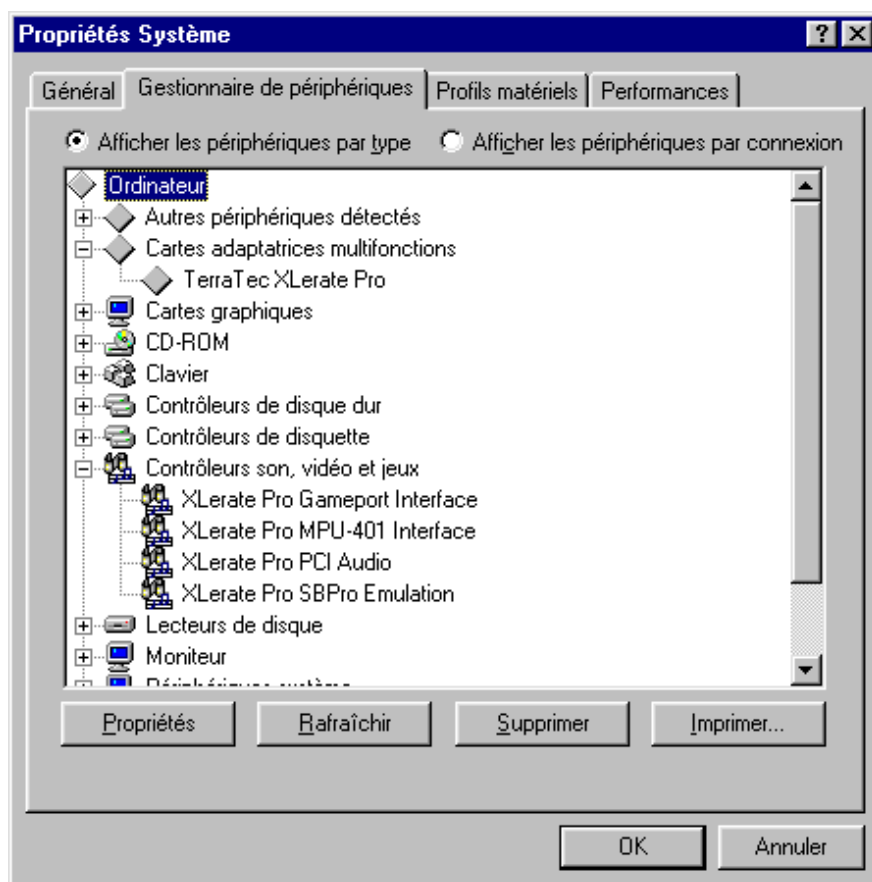 Propriétés Système
Général Gestionnaire de périphériques Profils matériels Performances
Afficher les périphériques par type Afficher les périphériques par connexion
Ordinateur
Autres périphériques détectés
Cartes adaptatrices multifonctions
TerraTec XLerate Pro
Cartes graphiques
CD-ROM
Clavier
Contrôleurs de disque dur
Contrôleurs de disquette
Contrôleurs son, vidéo et jeux
XLerate Pro Gameport Interface
XLerate Pro MPU-401 Interface
XLerate Pro PCI Audio
XLerate Pro SBPro Emulation
Lecteurs de disque
Moniteur
Périphériques système
Propriétés Rafraîchir Supprimer Imprimer...
OK Annuler